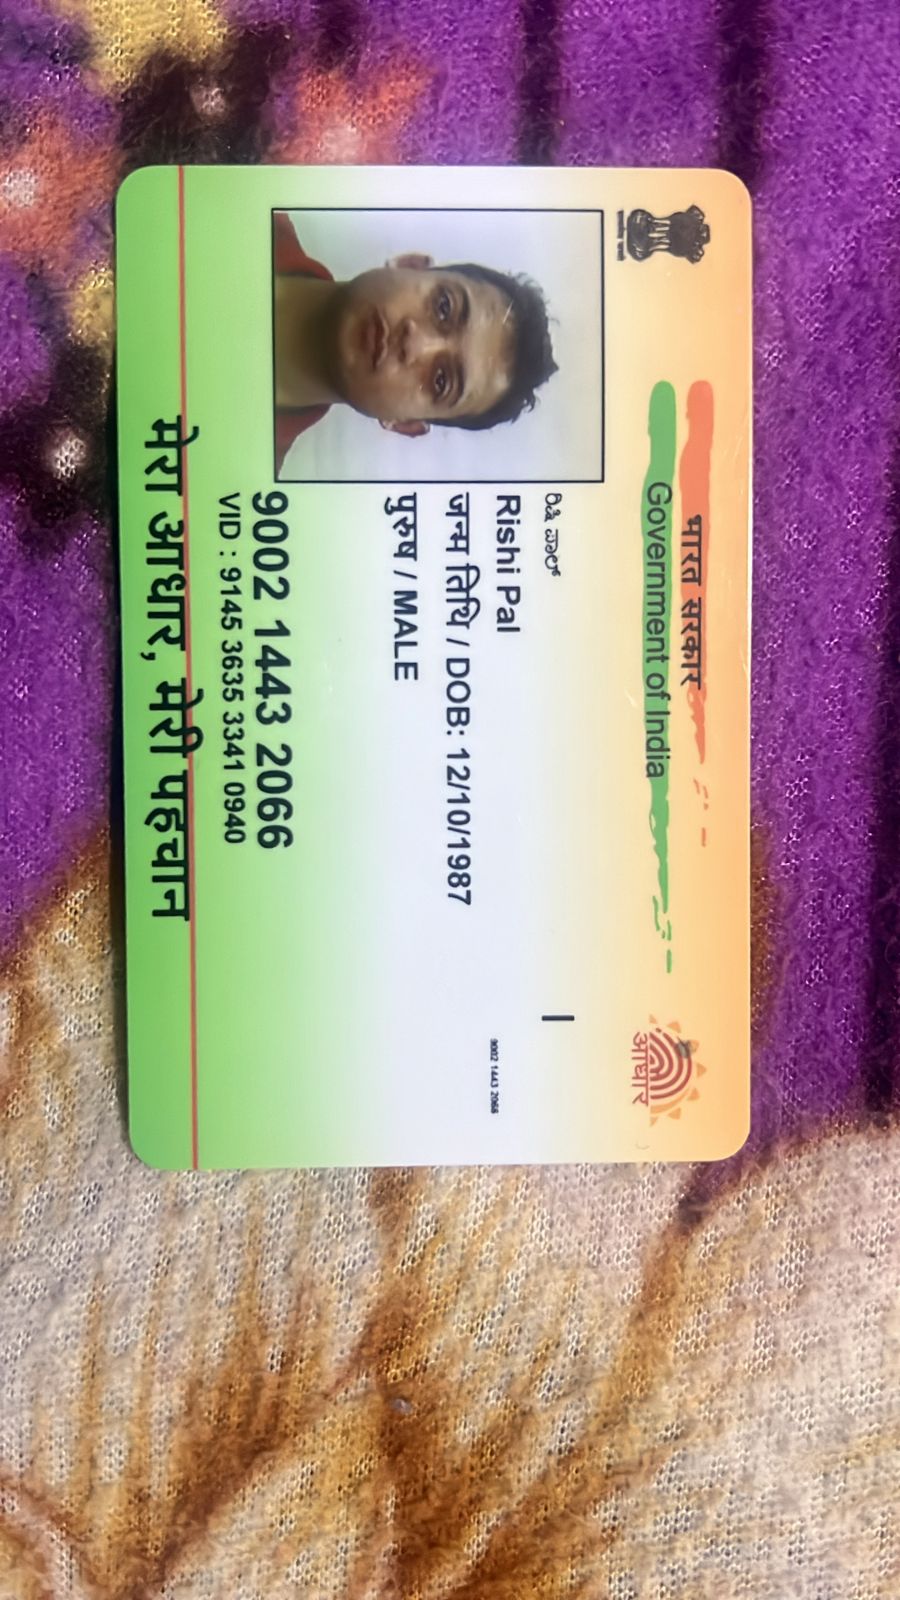 भारत सरकार
Government of India
आधार
రిషి పాల్
Rishi Pal
जन्म तिथि / DOB: 12/10/1987
पुरुष / MALE
9002 1443 2066
9002 1443 2066
VID : 9145 3635 3341 0940
मेरा आधार, मेरी पहचान